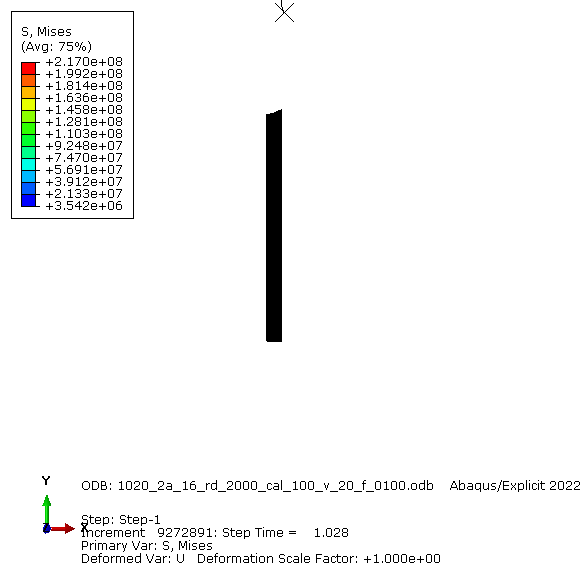 S, Mises
(Avg: 75%)
+2.170e+08
+1.992e+08
+1.814e+08
+1.636e+08
+1.458e+08
+1.281e+08
+1.103e+08
+9.248e+07
+7.470e+07
+5.691e+07
+3.912e+07
+2.133e+07
+3.542e+06
Y
X
ODB: 1020_2a_16_rd_2000_cal_100_v_20_f_0100.odb    Abaqus/Explicit 2022
Step: Step-1
Increment   9272891: Step Time =    1.028
Primary Var: S, Mises
Deformed Var: U   Deformation Scale Factor: +1.000e+00